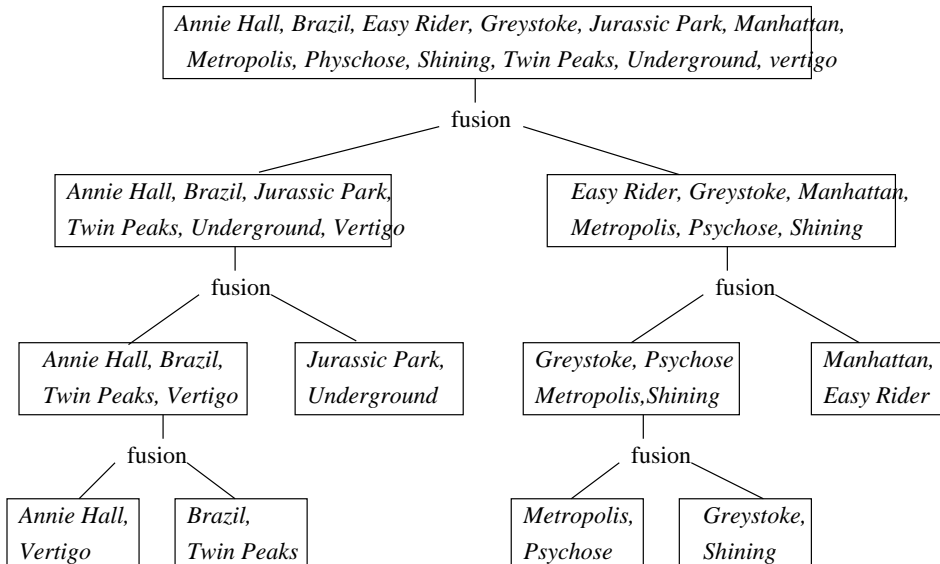 Annie Hall, Brazil, Easy Rider, Greystoke, Jurassic Park, Manhattan,
Metropolis, Physchose, Shining, Twin Peaks, Underground, vertigo
fusion
Annie Hall, Brazil, Jurassic Park,
Twin Peaks, Underground, Vertigo
Easy Rider, Greystoke, Manhattan,
Metropolis, Psychose, Shining
fusion
fusion
Annie Hall, Brazil,
Twin Peaks, Vertigo
Jurassic Park,
Underground
Greystoke, Psychose
Metropolis,Shining
Manhattan,
Easy Rider
fusion
fusion
Annie Hall,
Vertigo
Brazil,
Twin Peaks
Metropolis,
Psychose
Greystoke,
Shining